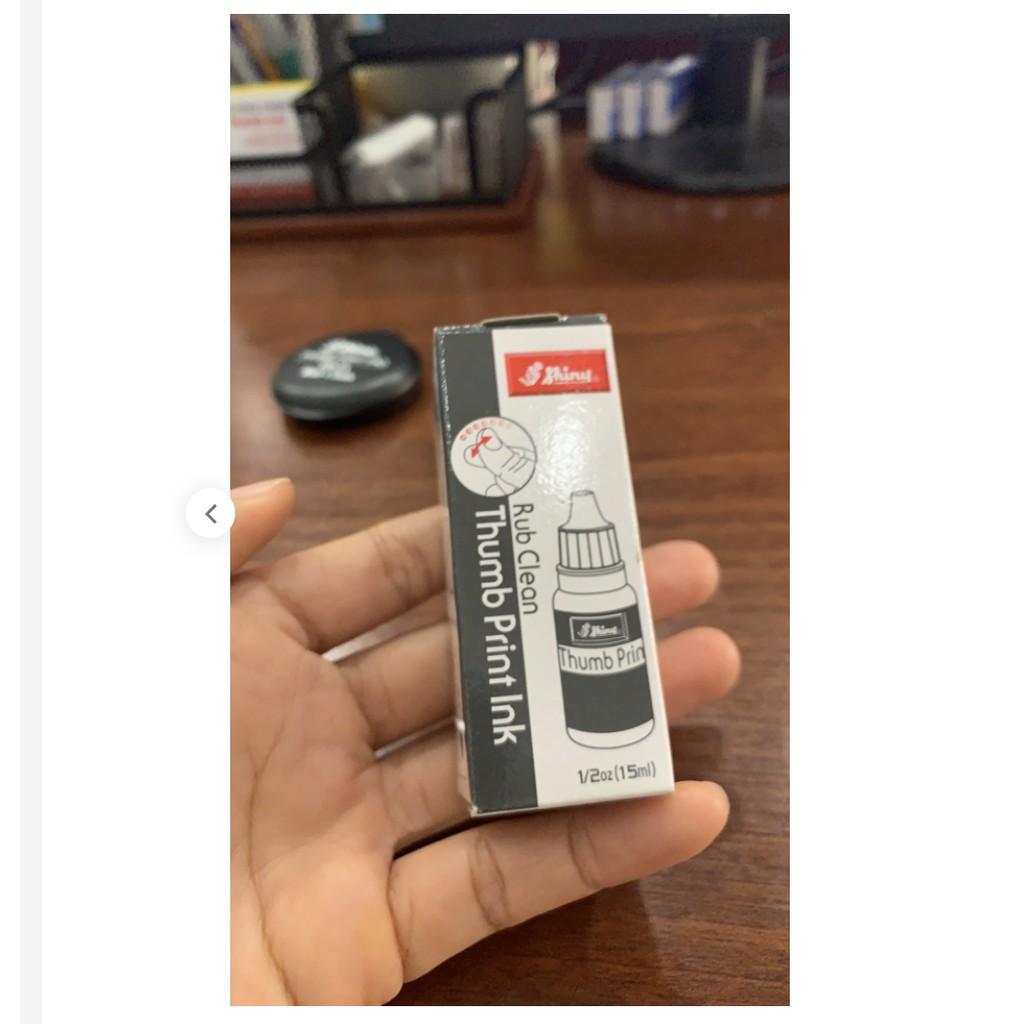 Shiny
Rub Clean
Thumb Print Ink
Shiny
Thumb Prin
1/2oz(15ml)